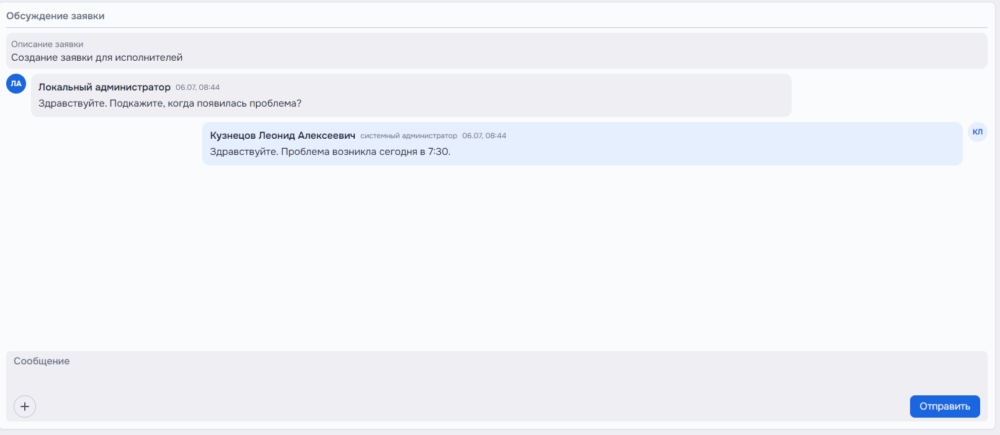 Обсуждение заявки
Описание заявки
Создание заявки для исполнителей
ЛА
Локальный администратор 06.07, 08:44
Здравствуйте. Подкажите, когда появилась проблема?
Кузнецов Леонид Алексеевич системный администратор 06.07, 08:44
КЛ
Здравствуйте. Проблема возникла сегодня в 7:30.
Сообщение
Отправить